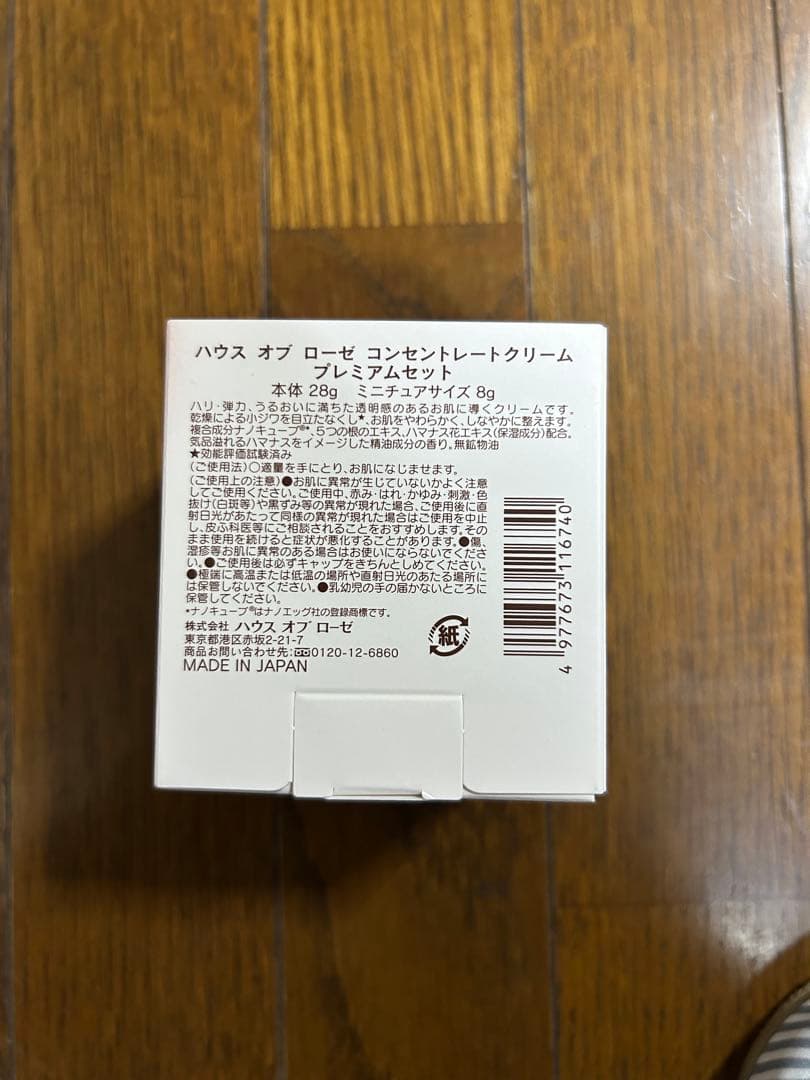 ハウス オブ ローゼ コンセントレートクリーム
プレミアムセット
本体 28g ミニチュアサイズ 8g
ハリ・弾力、うるおいに満ちた透明感のあるお肌に導くクリームです。
乾燥による小ジワを目立たなくし★、お肌をやわらかく、しなやかに整えます。
複合成分ナノキューブ®*、5つの根のエキス、ハマナス花エキス(保湿成分)配合。
気品溢れるハマナスをイメージした精油成分の香り。無鉱物油
★効能評価試験済み
〈ご使用法〉○適量を手にとり、お肌になじませます。
〈ご使用上の注意〉●お肌に異常が生じていないかよく注意
してご使用ください。ご使用中、赤み・はれ・かゆみ・刺激・色
抜け(白斑等)や黒ずみ等の異常が現れた場合、ご使用後に直
射日光があたって同様の異常が現れた場合はご使用を中止
し、皮ふ科医等にご相談されることをおすすめします。その
まま使用を続けると症状が悪化することがあります。●傷、
湿疹等お肌に異常のある場合はお使いにならないでくださ
い。●ご使用後は必ずキャップをきちんとしめてください。
●極端に高温または低温の場所や直射日光のあたる場所に
は保管しないでください。●乳幼児の手の届かないところに
保管してください。
*ナノキューブ®はナノエッグ社の登録商標です。
株式会社 ハウス オブ ローゼ
東京都港区赤坂2-21-7
商品お問い合わせ先:0120-12-6860
MADE IN JAPAN
紙
4 977673 116740